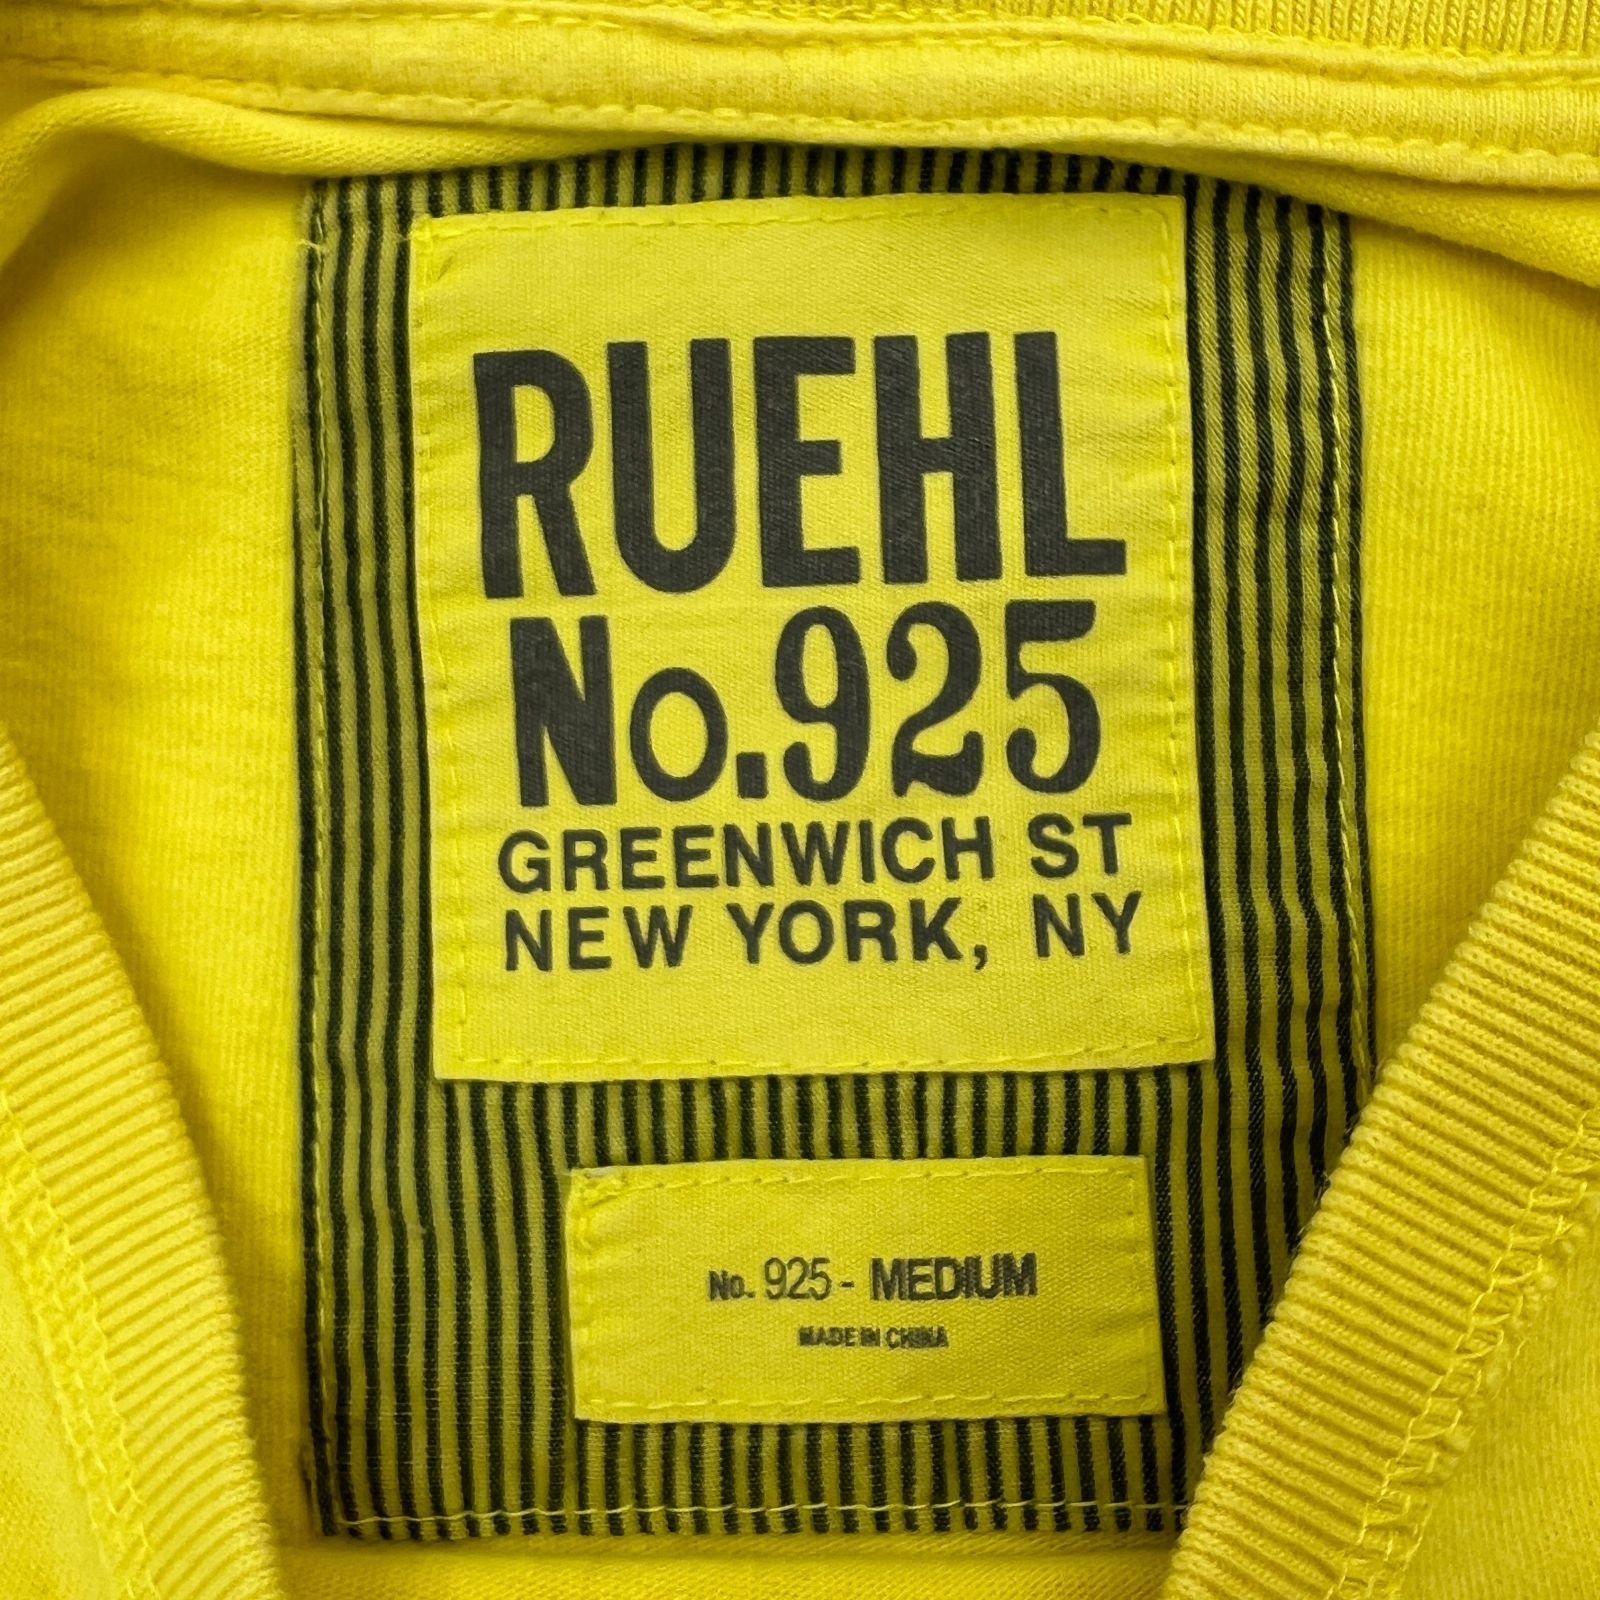 RUEHL
No.925
GREENWICH ST
NEW YORK, NY
No. 925 - MEDIUM
MADE IN CHINA